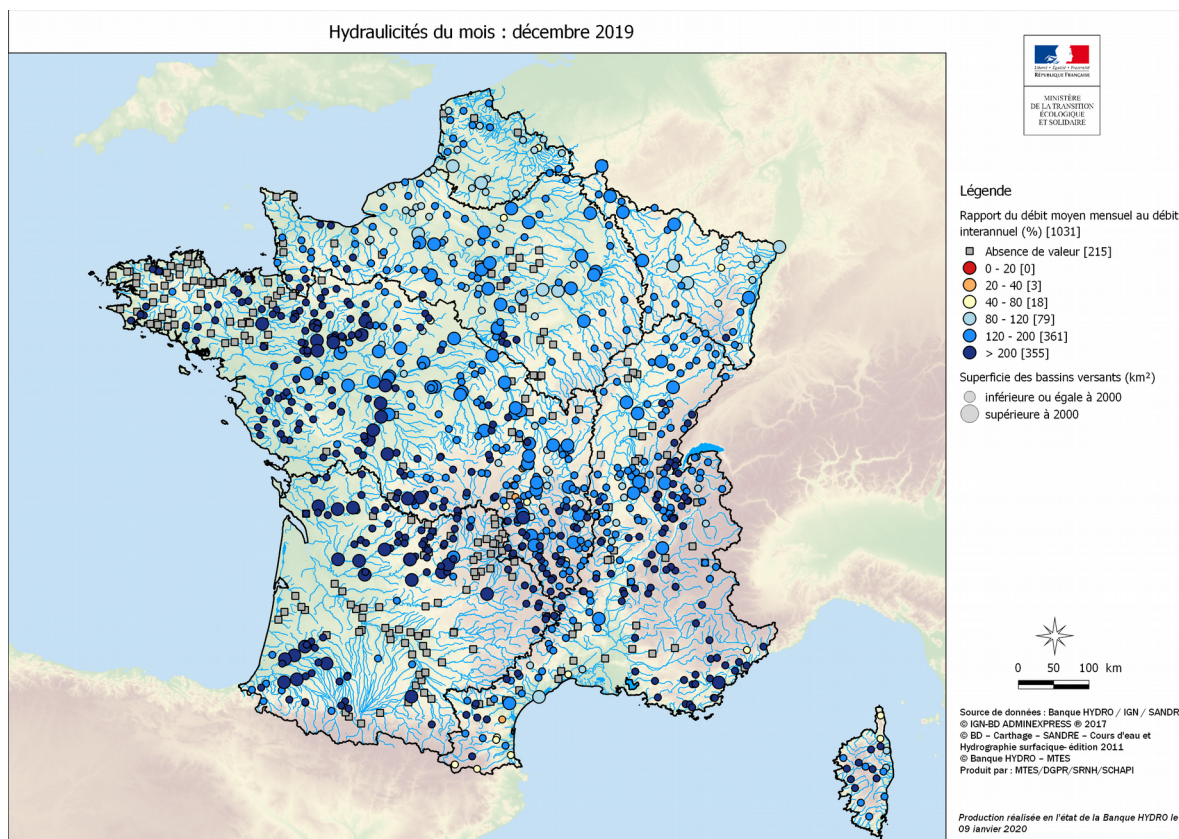 Hydraulicités du mois : décembre 2019
Liberté • Égalité • Fraternité
RÉPUBLIQUE FRANÇAISE
MINISTÈRE
DE LA TRANSITION
ÉCOLOGIQUE
ET SOLIDAIRE
Légende
Rapport du débit moyen mensuel au débit
interannuel (%) [1031]
Absence de valeur [215]
0 - 20 [0]
20 - 40 [3]
40 - 80 [18]
80 - 120 [79]
120 - 200 [361]
> 200 [355]
Superficie des bassins versants (km²)
inférieure ou égale à 2000
supérieure à 2000
0 50 100 km
Source de données : Banque HYDRO / IGN / SANDR
© IGN-BD ADMINEXPRESS ® 2017
© BD – Carthage – SANDRE – Cours d'eau et
Hydrographie surfacique- édition 2011
© Banque HYDRO – MTES
Produit par : MTES/DGPR/SRNH/SCHAPI
Production réalisée en l'état de la Banque HYDRO le
09 janvier 2020